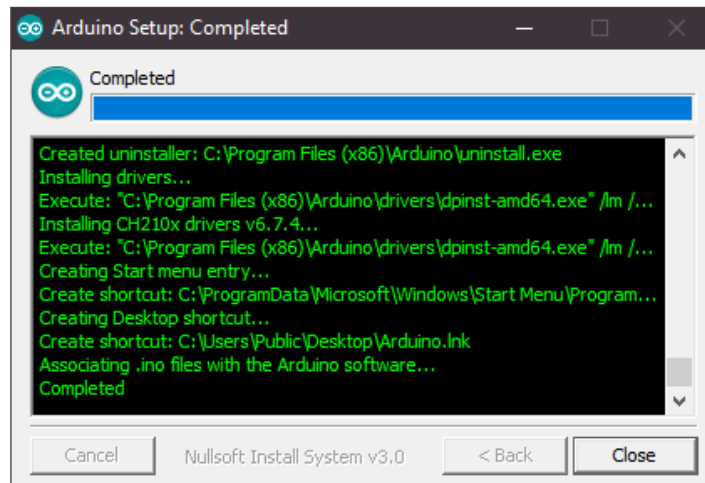 Arduino Setup: Completed
Completed
Created uninstaller: C:\Program Files (x86)\Arduino\uninstall.exe
Installing drivers...
Execute: "C:\Program Files (x86)\Arduino\drivers\dpinst-amd64.exe" /lm /...
Installing CH210x drivers v6.7.4...
Execute: "C:\Program Files (x86)\Arduino\drivers\dpinst-amd64.exe" /lm /...
Creating Start menu entry...
Create shortcut: C:\ProgramData\Microsoft\Windows\Start Menu\Program...
Creating Desktop shortcut...
Create shortcut: C:\Users\Public\Desktop\Arduino.lnk
Associating .ino files with the Arduino software...
Completed
Cancel Nullsoft Install System v3.0 < Back Close